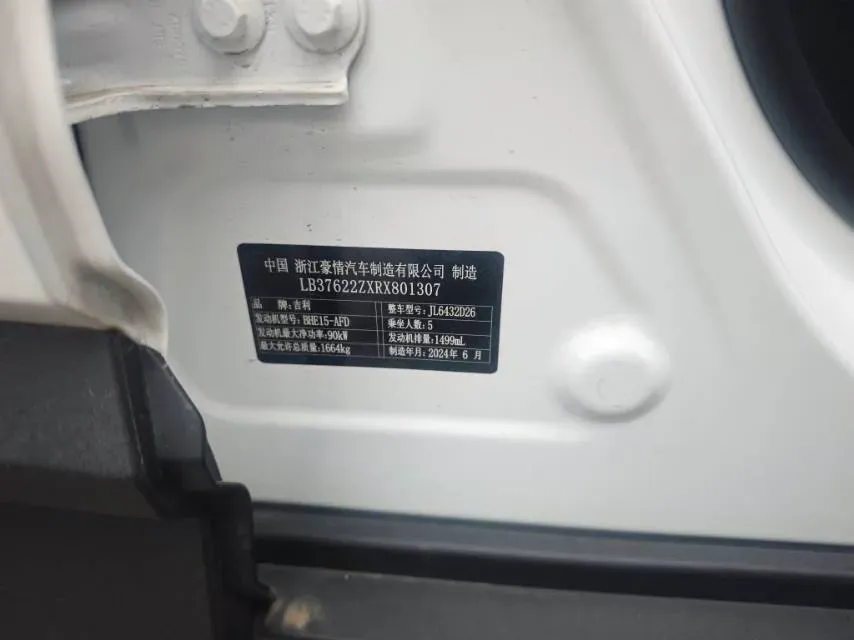 中国 浙江豪情汽车制造有限公司 制造
LB37622ZXRX801307
品牌：吉利 整车型号：JL6432D26
发动机型号：BHE15-AFD 乘坐人数：5
发动机最大净功率：90kW 发动机排量：1499mL
最大允许总质量：1664kg 制造年月：2024年 6 月